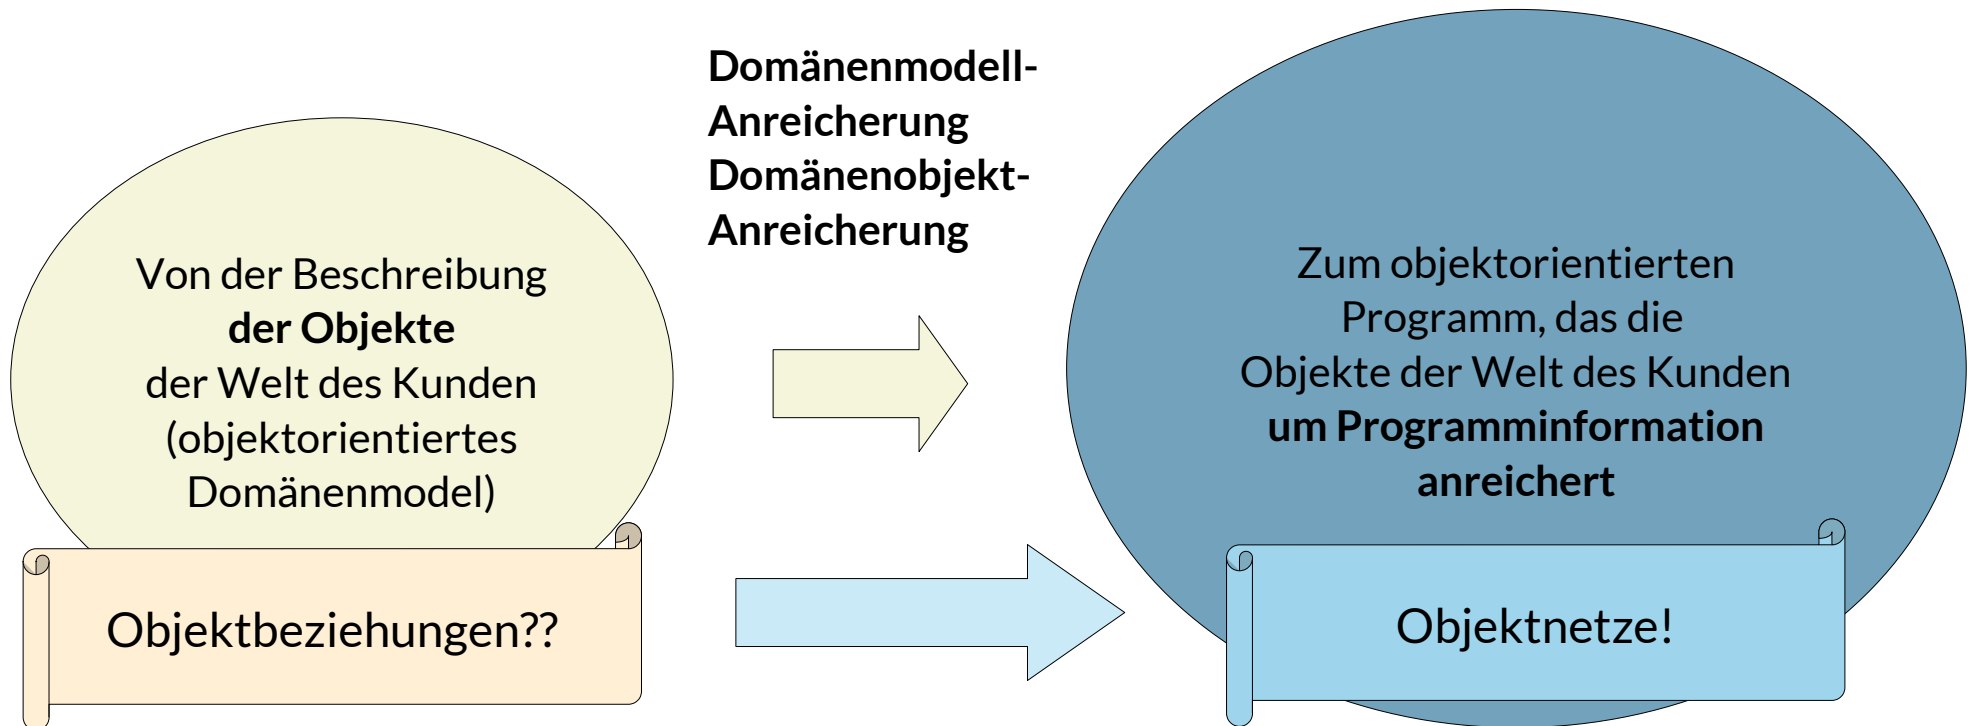 Domänenmodell-
Anreicherung
Domänenobjekt-
Anreicherung
Von der Beschreibung
der Objekte
der Welt des Kunden
(objektorientiertes
Domänenmodel)
Objektbeziehungen??
Zum objektorientierten
Programm, das die
Objekte der Welt des Kunden
um Programminformation
anreichert
Objektnetze!